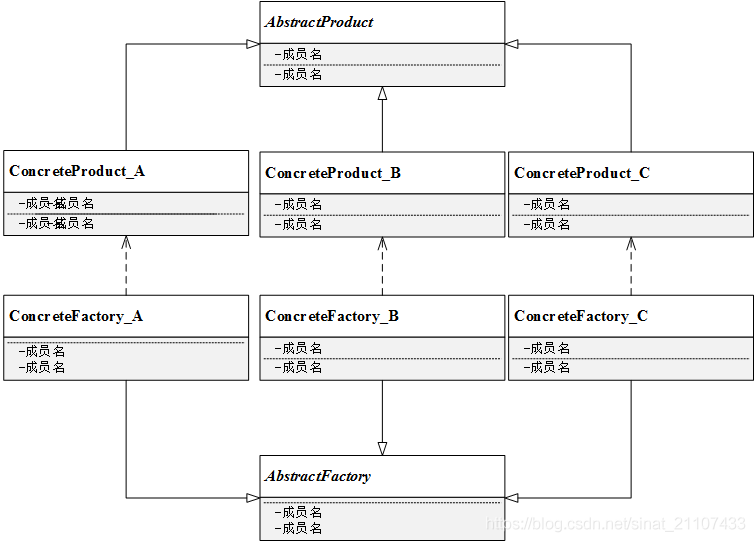 AbstractProduct
-成员名
-成员名
ConcreteProduct_A
ConcreteProduct_B
ConcreteProduct_C
-成员名 -成员名
-成员名
-成员名
-成员名 -成员名
-成员名
-成员名
ConcreteFactory_A
ConcreteFactory_B
ConcreteFactory_C
-成员名
-成员名
-成员名
-成员名
-成员名
-成员名
AbstractFactory
-成员名
-成员名
https://blog.csdn.net/sinat_21107433